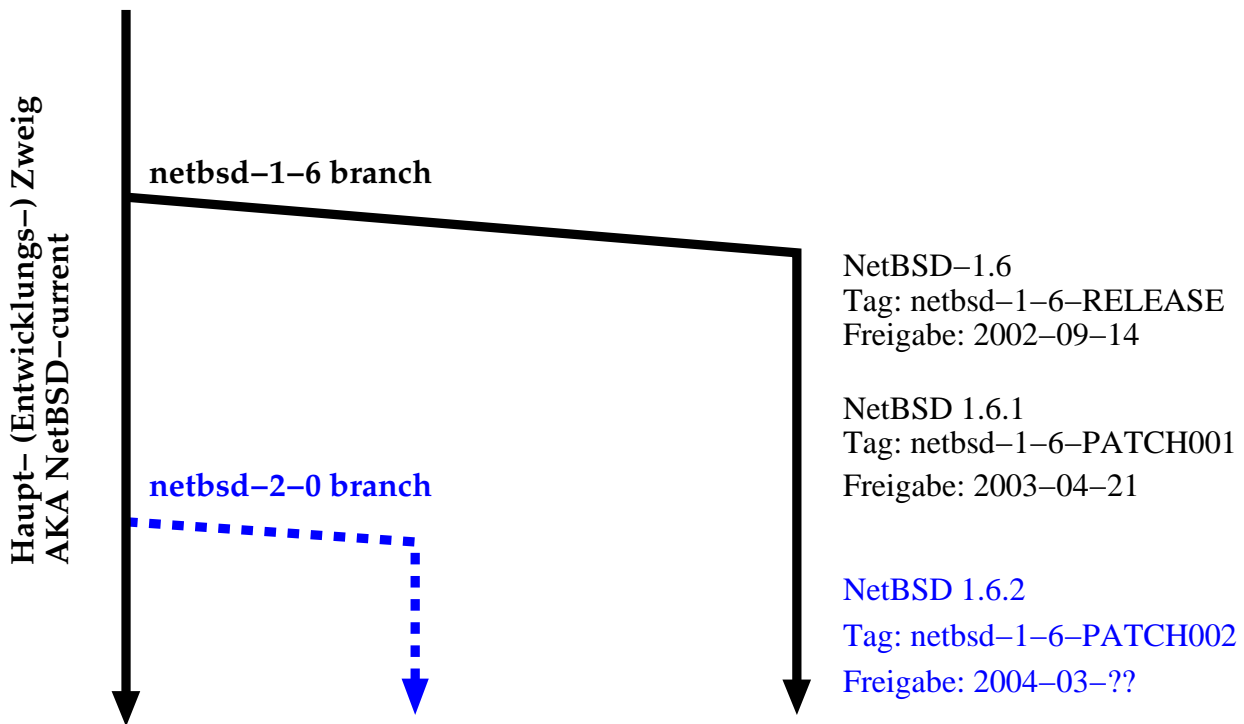 Haupt– (Entwicklungs–) Zweig
AKA NetBSD–current
netbsd–1–6 branch
NetBSD–1.6
Tag: netbsd–1–6–RELEASE
Freigabe: 2002–09–14
NetBSD 1.6.1
Tag: netbsd–1–6–PATCH001
Freigabe: 2003–04–21
netbsd–2–0 branch
NetBSD 1.6.2
Tag: netbsd–1–6–PATCH002
Freigabe: 2004–03–??